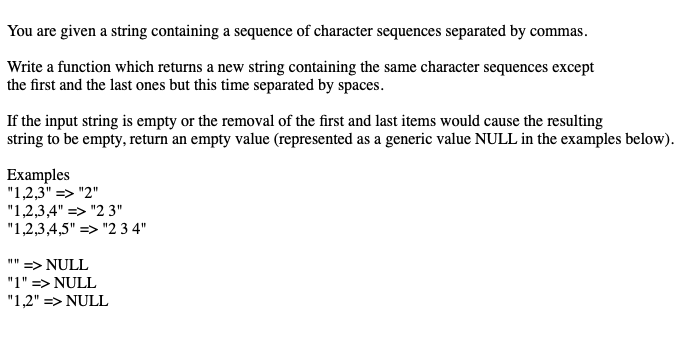 You are given a string containing a sequence of character sequences separated by commas.
Write a function which returns a new string containing the same character sequences except
the first and the last ones but this time separated by spaces.
If the input string is empty or the removal of the first and last items would cause the resulting
string to be empty, return an empty value (represented as a generic value NULL in the examples below).
Examples
"1,2,3" => "2"
"1,2,3,4" => "2 3"
"1,2,3,4,5" => "2 3 4"
"" => NULL
"1" => NULL
"1,2" => NULL